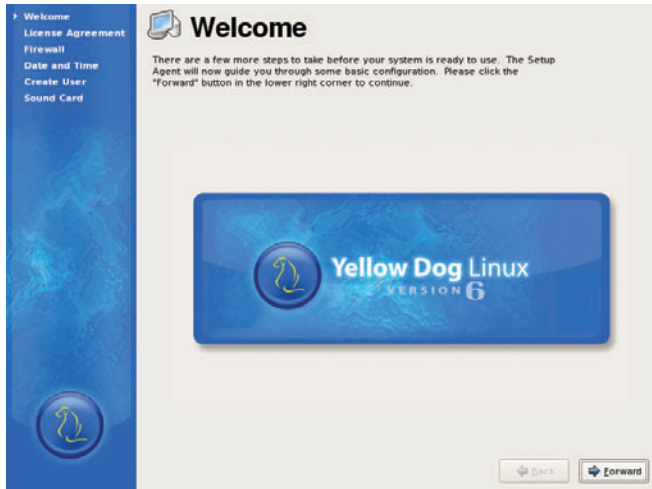 Welcome
License Agreement
Firewall
Date and Time
Create User
Sound Card
Welcome
There are a few more steps to take before your system is ready to use. The Setup
Agent will now guide you through some basic configuration. Please click the
"Forward" button in the lower right corner to continue.
Yellow Dog Linux
VERSION 6
Back
Forward